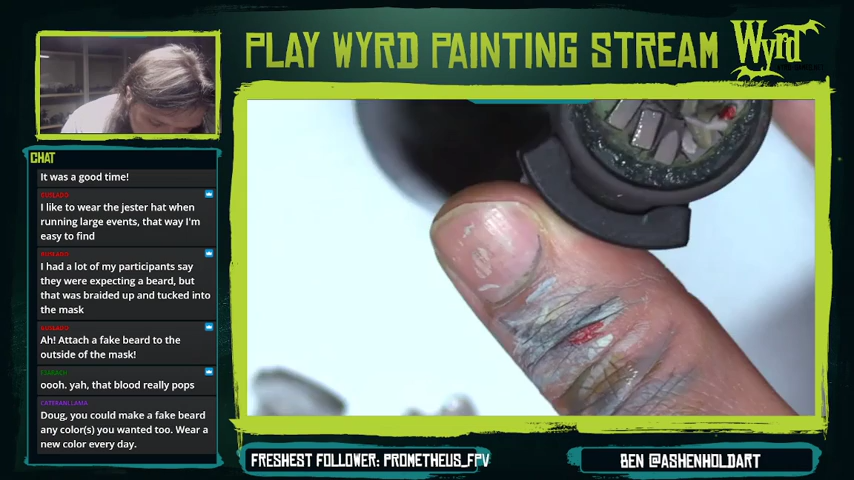 PLAY WYRD PAINTING STREAM
Wyrd
CHAT
It was a good time!
I like to wear the jester hat when
running large events, that way I'm
easy to find
I had a lot of my participants say
they were expecting a beard, but
that was braided up and tucked into
the mask
Ah! Attach a fake beard to the
outside of the mask!
oooh. yah, that blood really pops
CATERANLLAMA
Doug, you could make a fake beard
any color(s) you wanted too. Wear a
new color every day.
FRESHEST FOLLOWER: PROMETHEUS_FPV
BEN @ASHENHOLDART